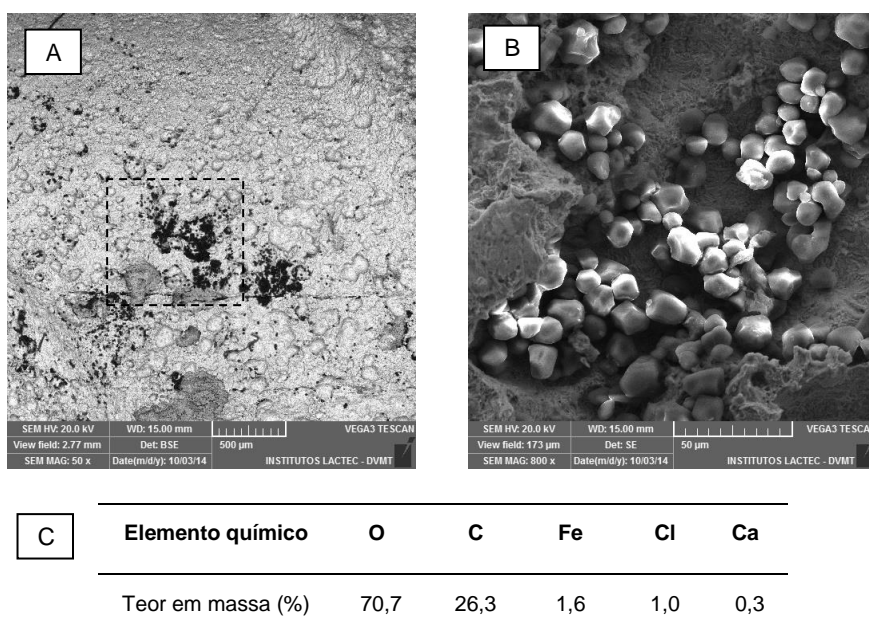 A
B
SEM HV: 20.0 kV WD: 15.00 mm VEGA3 TESCAN
View field: 2.77 mm Det: BSE 500 µm
SEM MAG: 50 x Date(m/d/y): 10/03/14 INSTITUTOS LACTEC - DVMT
SEM HV: 20.0 kV WD: 15.00 mm VEGA3 TESCA
View field: 173 µm Det: SE 50 µm
SEM MAG: 800 x Date(m/d/y): 10/03/14 INSTITUTOS LACTEC - DVMT
C
Elemento químico O C Fe Cl Ca
Teor em massa (%) 70,7 26,3 1,6 1,0 0,3